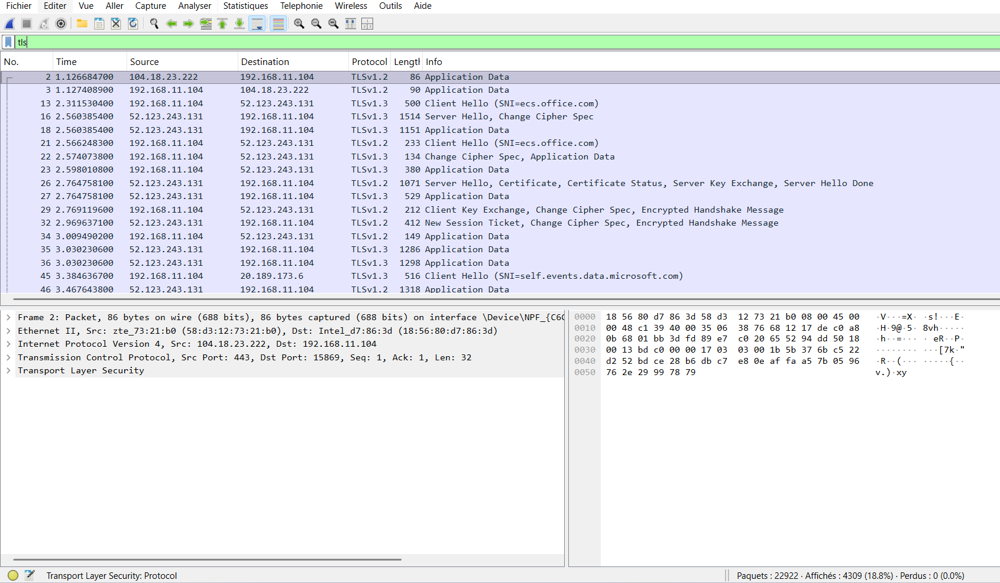 Fichier Editer Vue Aller Capture Analyser Statistiques Telephonie Wireless Outils Aide
tls
No. Time Source Destination Protocol Length Info
2 1.126684700 104.18.23.222 192.168.11.104 TLSv1.2 86 Application Data
3 1.127408900 192.168.11.104 104.18.23.222 TLSv1.2 90 Application Data
13 2.311530400 192.168.11.104 52.123.243.131 TLSv1.3 500 Client Hello (SNI=ecs.office.com)
16 2.560385400 52.123.243.131 192.168.11.104 TLSv1.3 1514 Server Hello, Change Cipher Spec
18 2.560385400 52.123.243.131 192.168.11.104 TLSv1.3 1151 Application Data
21 2.566248300 192.168.11.104 52.123.243.131 TLSv1.2 233 Client Hello (SNI=ecs.office.com)
22 2.574073800 192.168.11.104 52.123.243.131 TLSv1.3 134 Change Cipher Spec, Application Data
23 2.598010800 192.168.11.104 52.123.243.131 TLSv1.3 380 Application Data
26 2.764758100 52.123.243.131 192.168.11.104 TLSv1.2 1071 Server Hello, Certificate, Certificate Status, Server Key Exchange, Server Hello Done
27 2.764758100 52.123.243.131 192.168.11.104 TLSv1.3 529 Application Data
29 2.769119600 192.168.11.104 52.123.243.131 TLSv1.2 212 Client Key Exchange, Change Cipher Spec, Encrypted Handshake Message
32 2.969637100 52.123.243.131 192.168.11.104 TLSv1.2 412 New Session Ticket, Change Cipher Spec, Encrypted Handshake Message
34 3.009490200 192.168.11.104 52.123.243.131 TLSv1.2 149 Application Data
35 3.030230600 52.123.243.131 192.168.11.104 TLSv1.3 1286 Application Data
36 3.030230600 52.123.243.131 192.168.11.104 TLSv1.3 1298 Application Data
45 3.384636700 192.168.11.104 20.189.173.6 TLSv1.3 516 Client Hello (SNI=self.events.data.microsoft.com)
46 3.467643800 52.123.243.131 192.168.11.104 TLSv1.2 1318 Application Data
Frame 2: Packet, 86 bytes on wire (688 bits), 86 bytes captured (688 bits) on interface \Device\NPF_{C6C
Ethernet II, Src: zte_73:21:b0 (58:d3:12:73:21:b0), Dst: Intel_d7:86:3d (18:56:80:d7:86:3d)
Internet Protocol Version 4, Src: 104.18.23.222, Dst: 192.168.11.104
Transmission Control Protocol, Src Port: 443, Dst Port: 15869, Seq: 1, Ack: 1, Len: 32
Transport Layer Security
0000 18 56 80 d7 86 3d 58 d3 12 73 21 b0 08 00 45 00 ·V···=X· ·s!···E·
0010 00 48 c1 39 40 00 35 06 38 76 68 12 17 de c0 a8 ·H·9@·5· 8vh·····
0020 0b 68 01 bb 3d fd 89 e7 c0 20 65 52 94 dd 50 18 ·h··=··· · eR··P·
0030 00 13 bd c0 00 00 17 03 03 00 1b 5b 37 6b c5 22 ········ ···[7k·"
0040 d2 52 bd ce 28 b6 db c7 e8 0e af fa a5 7b 05 96 ·R··(··· ·····{··
0050 76 2e 29 99 78 79 v.)·xy
Transport Layer Security: Protocol Paquets : 22922 · Affichés : 4309 (18.8%) · Perdus : 0 (0.0%)